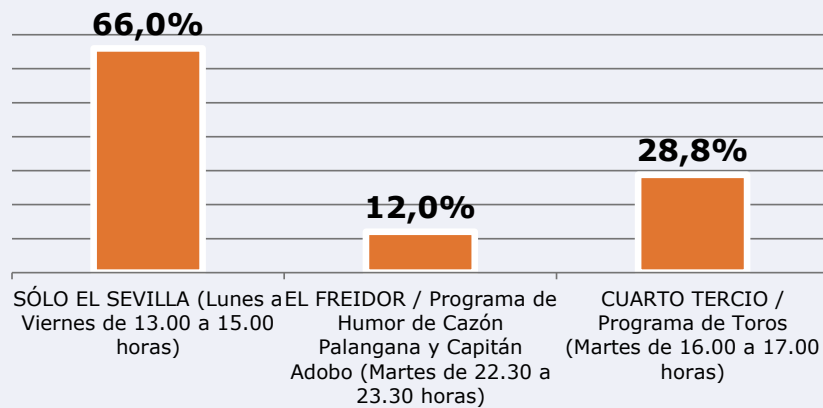 66,0%
12,0%
28,8%
SÓLO EL SEVILLA (Lunes a
Viernes de 13.00 a 15.00
horas)
EL FREIDOR / Programa de
Humor de Cazón
Palangana y Capitán
Adobo (Martes de 22.30 a
23.30 horas)
CUARTO TERCIO /
Programa de Toros
(Martes de 16.00 a 17.00
horas)